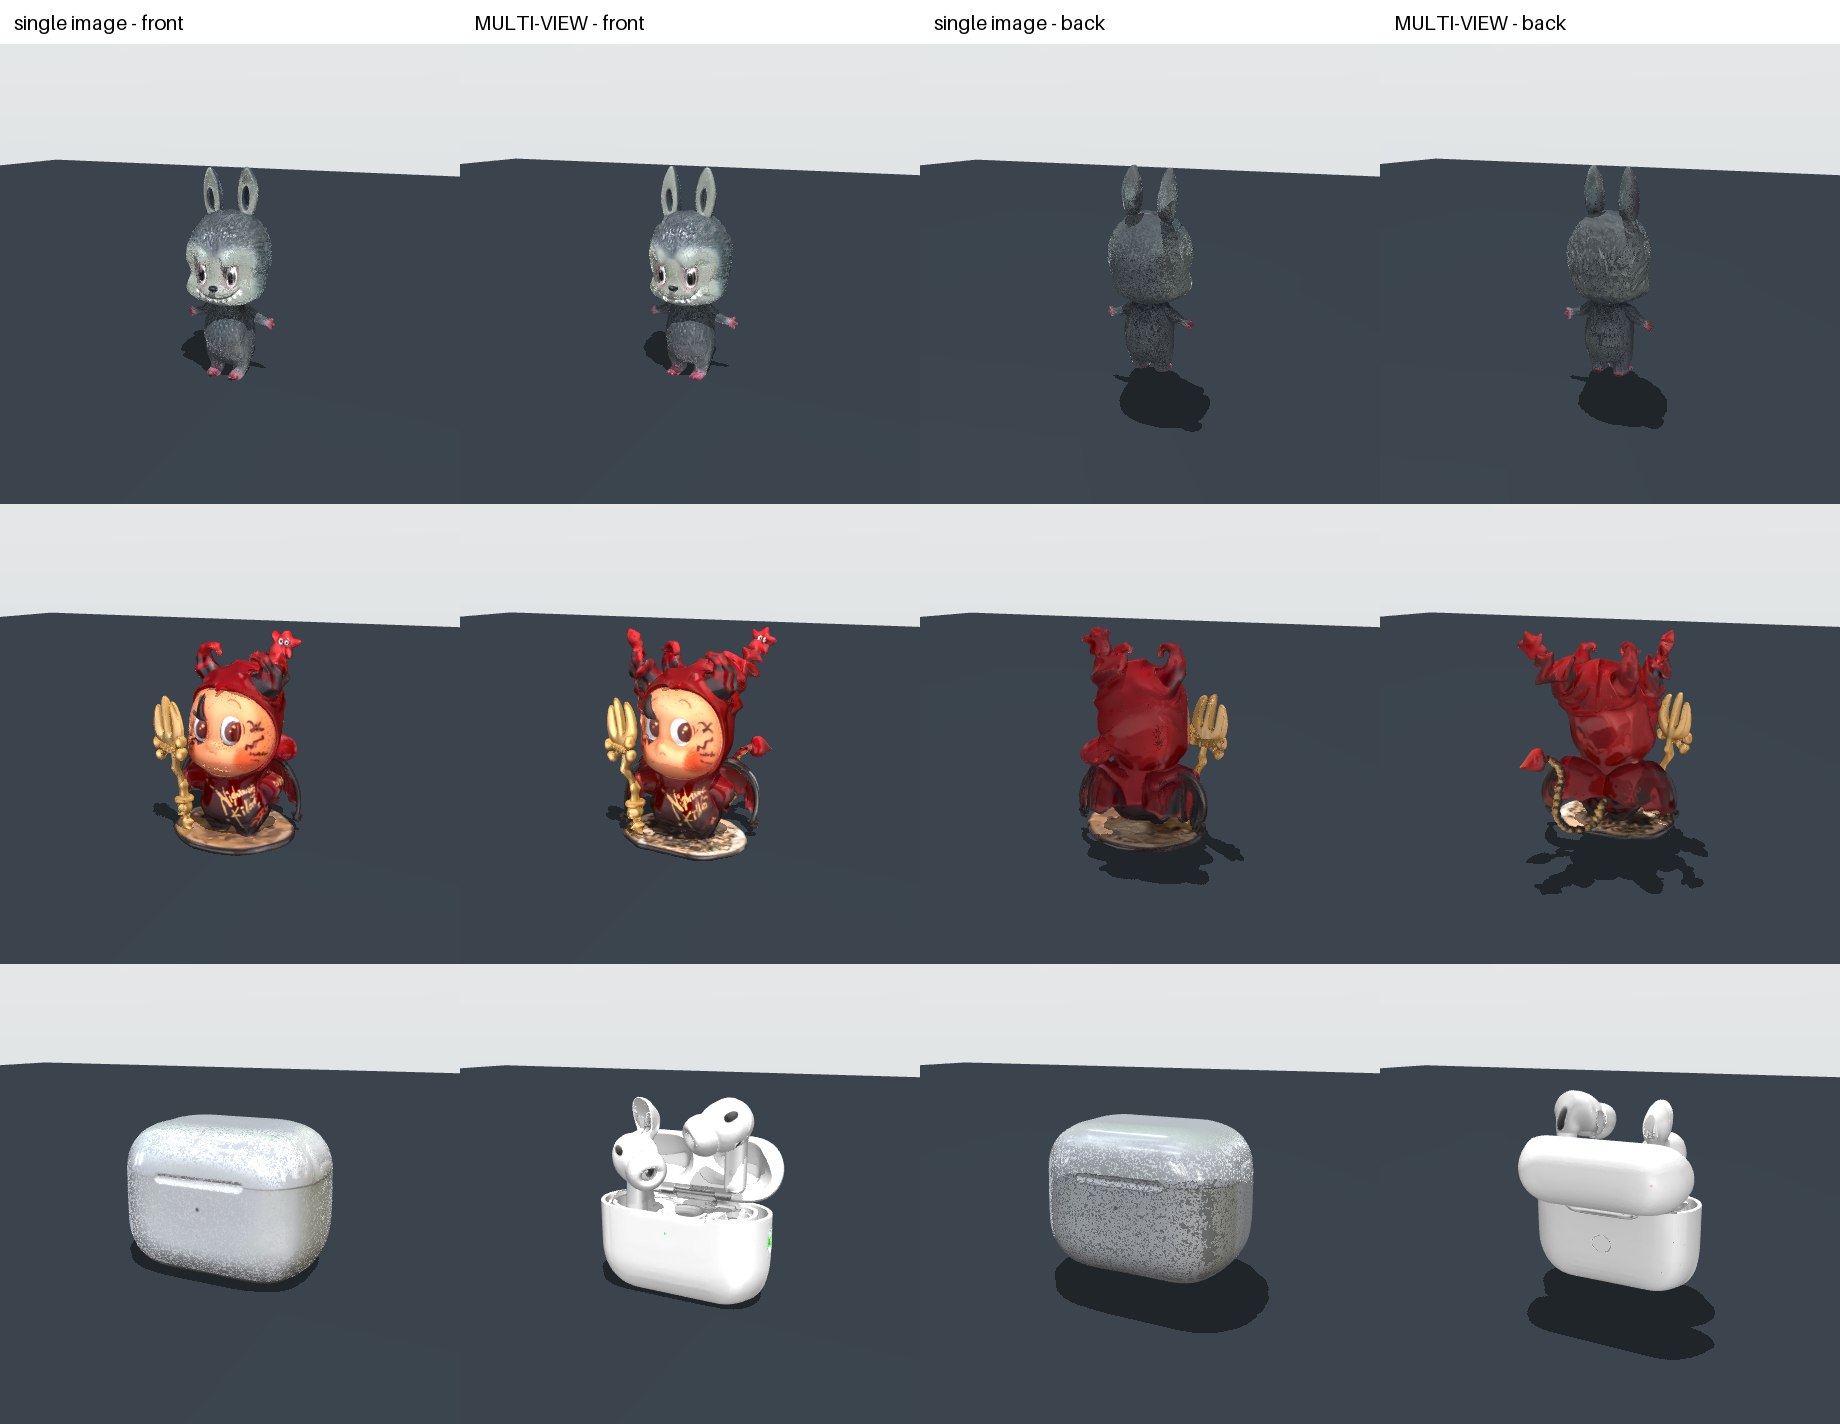 single image - front
MULTI-VIEW - front
single image - back
MULTI-VIEW - back